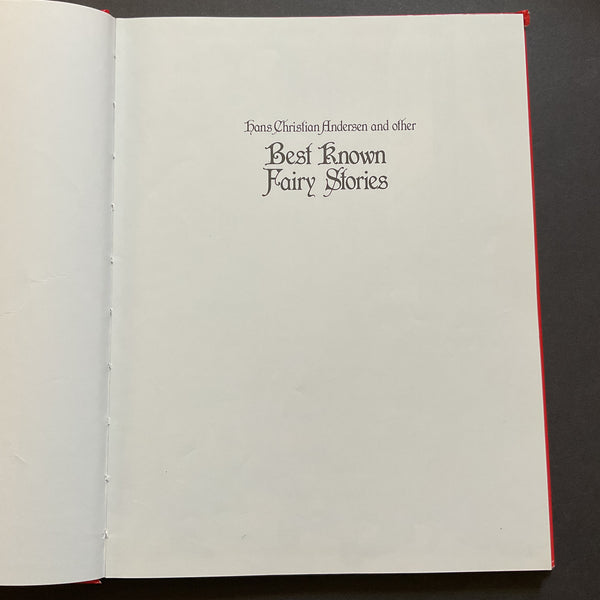 Hans Christian Andersen and other
Best Known
Fairy Stories